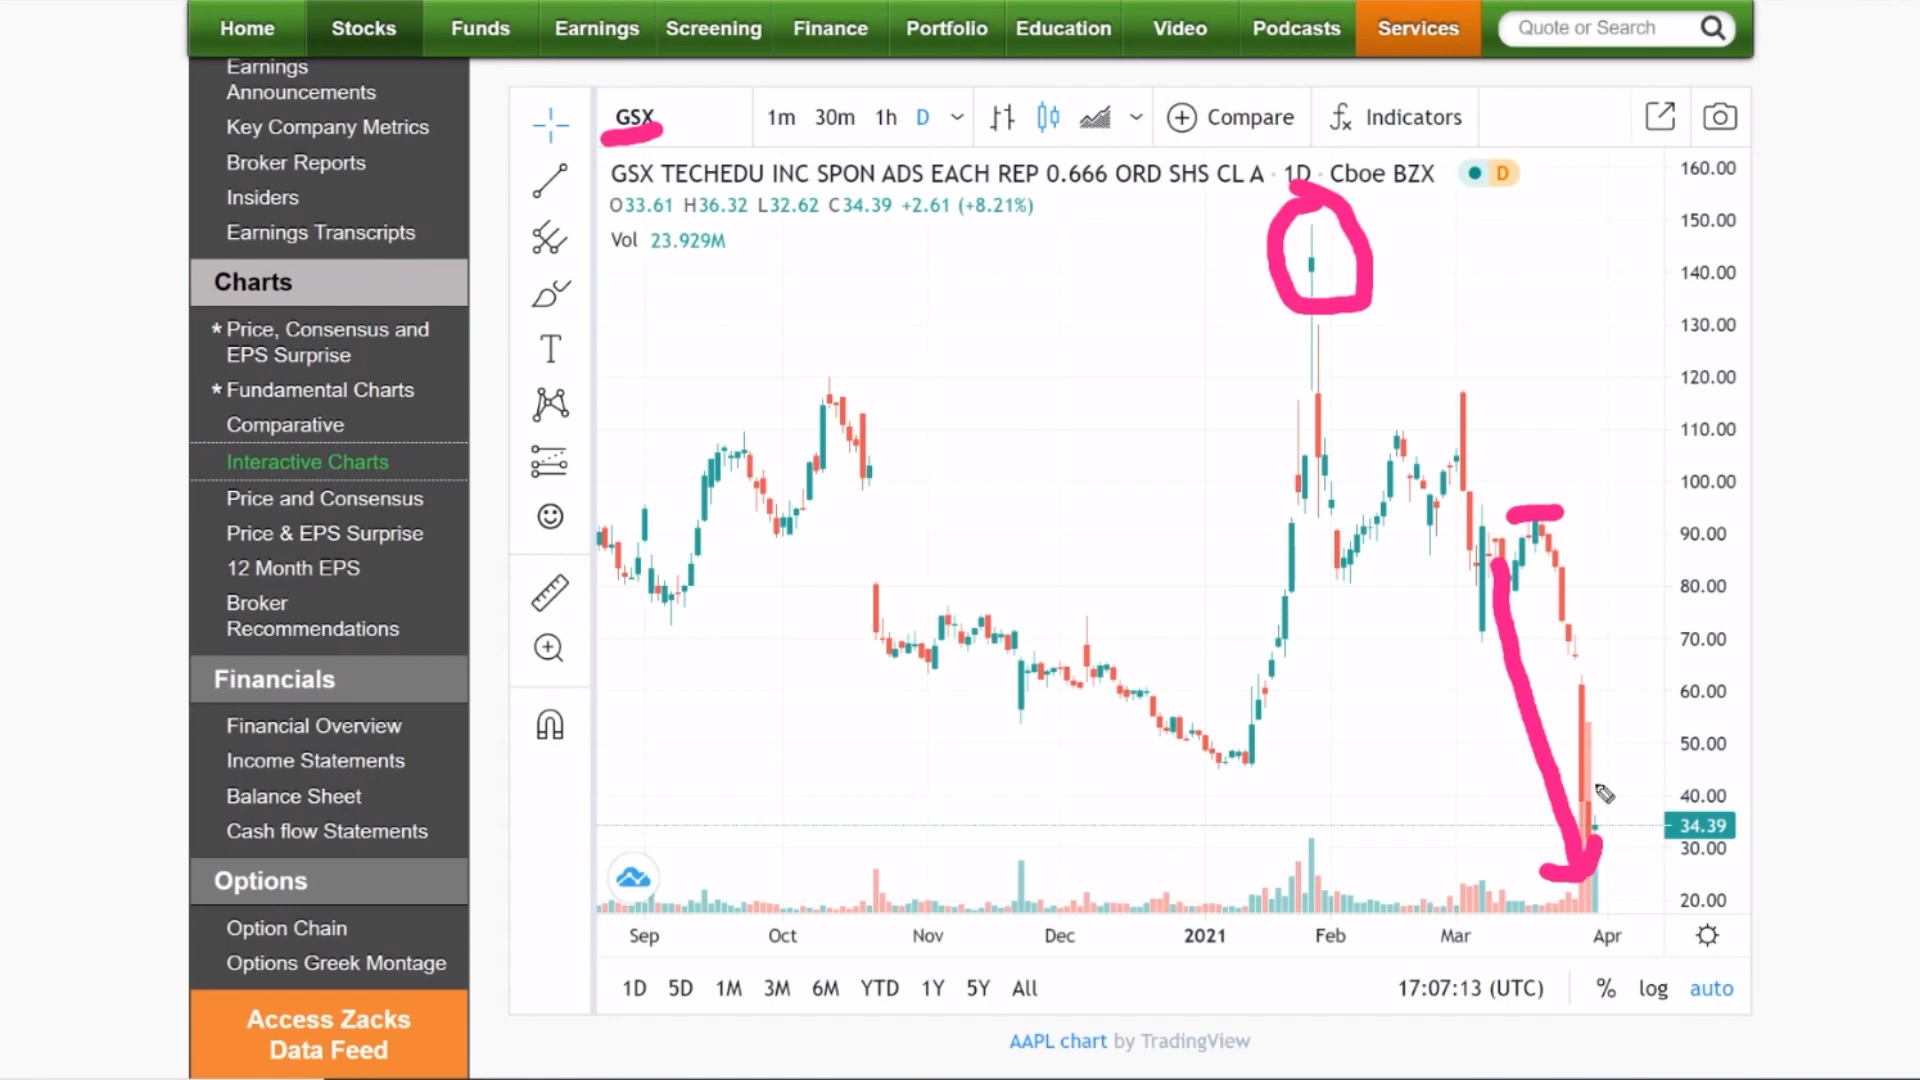 Home Stocks Funds Earnings Screening Finance Portfolio Education Video Podcasts Services Quote or Search
Earnings
Announcements
Key Company Metrics
Broker Reports
Insiders
Earnings Transcripts
Charts
* Price, Consensus and
EPS Surprise
* Fundamental Charts
Comparative
Interactive Charts
Price and Consensus
Price & EPS Surprise
12 Month EPS
Broker
Recommendations
Financials
Financial Overview
Income Statements
Balance Sheet
Cash flow Statements
Options
Option Chain
Options Greek Montage
Access Zacks
Data Feed
GSX 1m 30m 1h D Compare Indicators
GSX TECHEDU INC SPON ADS EACH REP 0.666 ORD SHS CL A · 1D · Cboe BZX D
O33.61 H36.32 L32.62 C34.39 +2.61 (+8.21%)
Vol 23.929M
160.00
150.00
140.00
130.00
120.00
110.00
100.00
90.00
80.00
70.00
60.00
50.00
40.00
34.39
30.00
20.00
Sep Oct Nov Dec 2021 Feb Mar Apr
1D 5D 1M 3M 6M YTD 1Y 5Y All 17:07:13 (UTC) % log auto
AAPL chart by TradingView